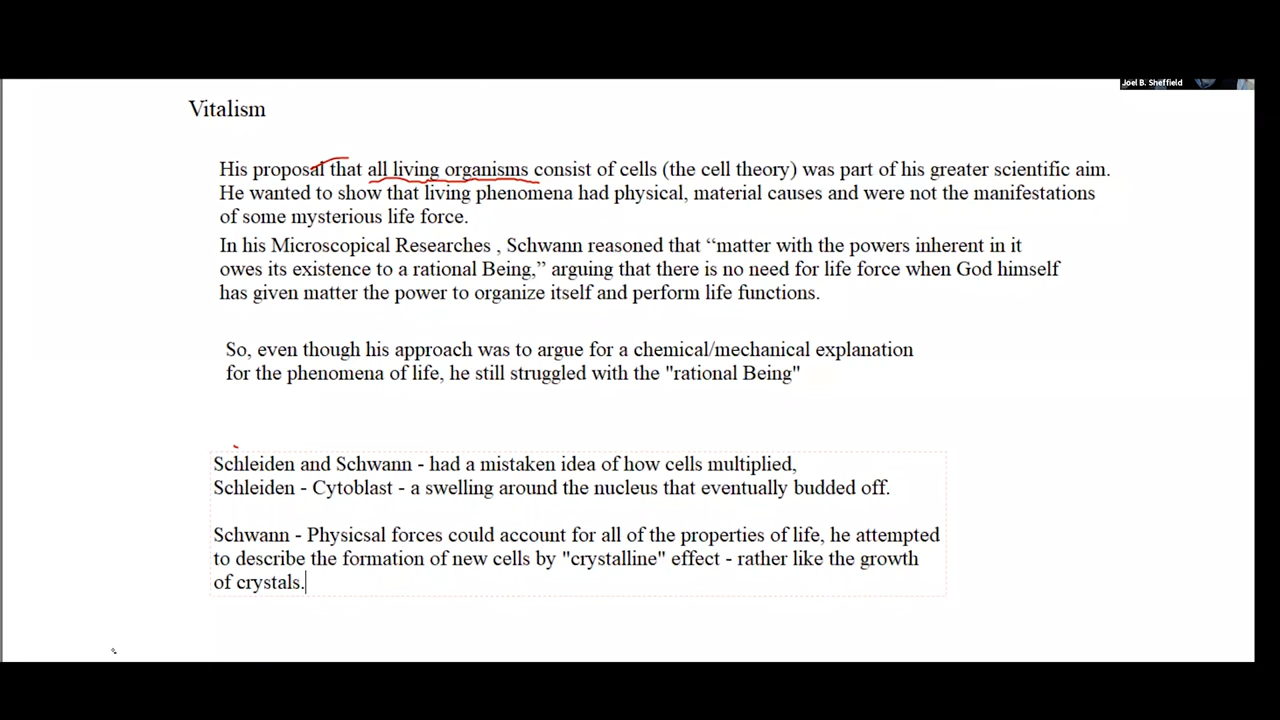 Joel B. Sheffield
Vitalism
His proposal that all living organisms consist of cells (the cell theory) was part of his greater scientific aim.
He wanted to show that living phenomena had physical, material causes and were not the manifestations
of some mysterious life force.
In his Microscopical Researches , Schwann reasoned that “matter with the powers inherent in it
owes its existence to a rational Being,” arguing that there is no need for life force when God himself
has given matter the power to organize itself and perform life functions.
So, even though his approach was to argue for a chemical/mechanical explanation
for the phenomena of life, he still struggled with the "rational Being"
Schleiden and Schwann - had a mistaken idea of how cells multiplied,
Schleiden - Cytoblast - a swelling around the nucleus that eventually budded off.
Schwann - Physicsal forces could account for all of the properties of life, he attempted
to describe the formation of new cells by "crystalline" effect - rather like the growth
of crystals.